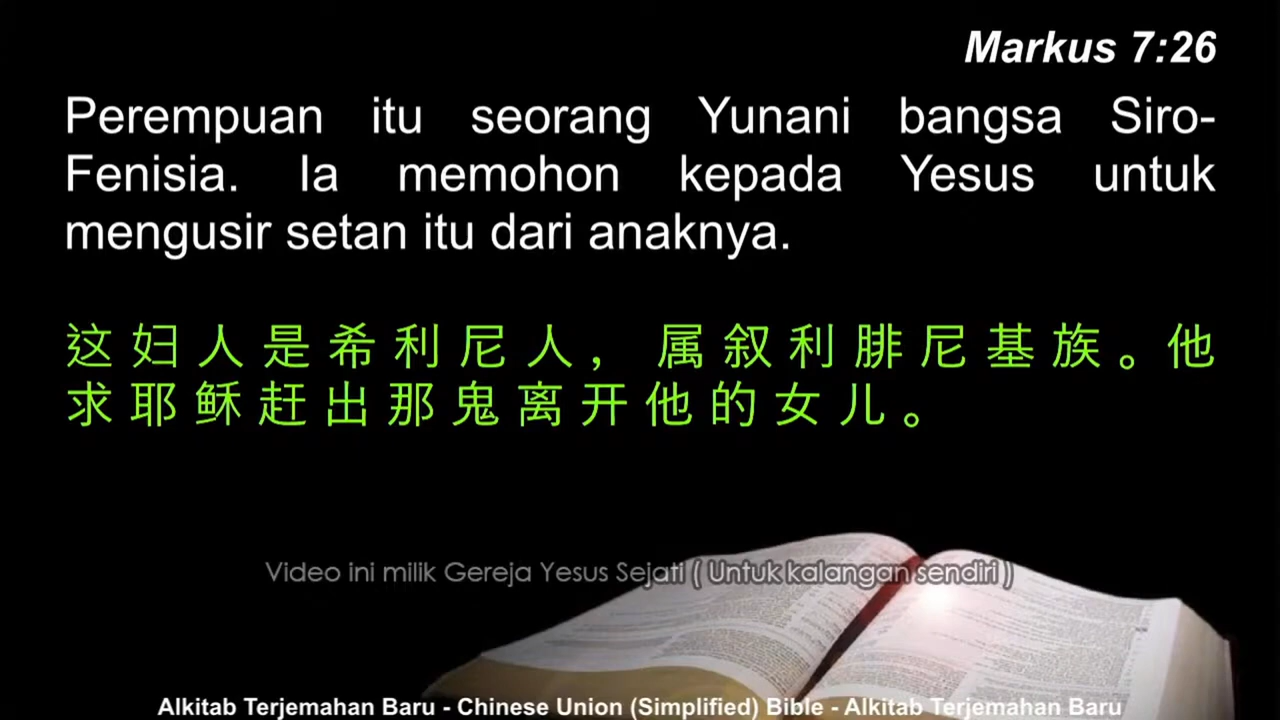 Markus 7:26
Perempuan itu seorang Yunani bangsa Siro-
Fenisia. Ia memohon kepada Yesus untuk
mengusir setan itu dari anaknya.
这妇人是希利尼人，属叙利腓尼基族。他
求耶稣赶出那鬼离开他的女儿。
Video ini milik Gereja Yesus Sejati ( Untuk kalangan sendiri )
Alkitab Terjemahan Baru - Chinese Union (Simplified) Bible - Alkitab Terjemahan Baru